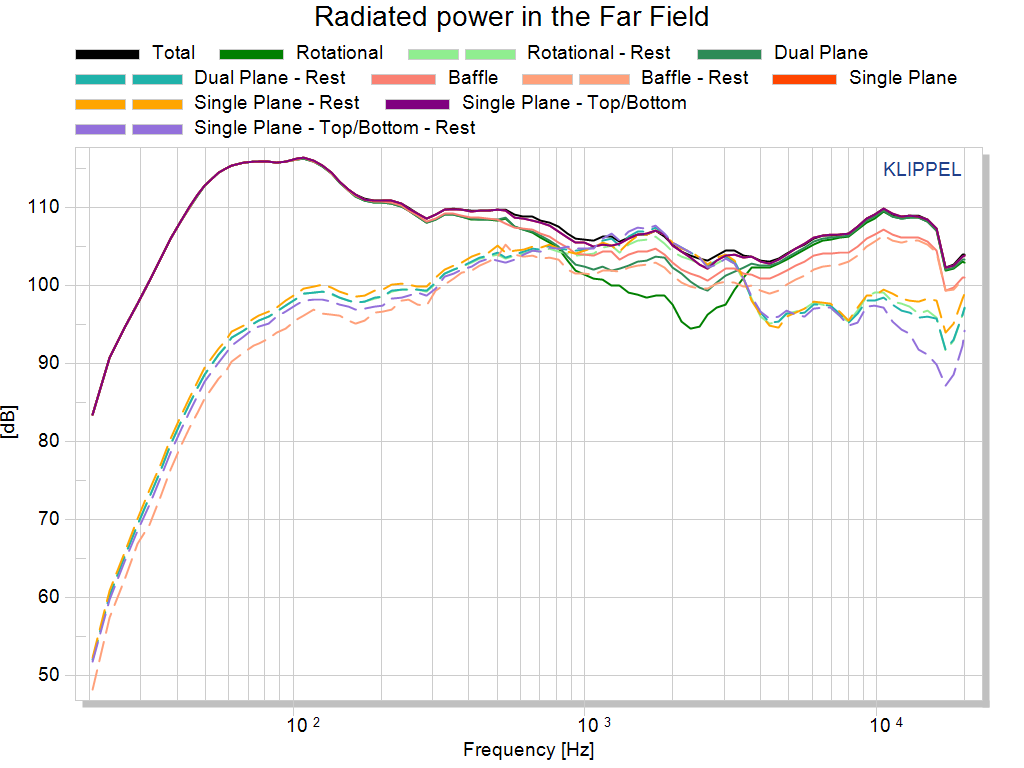 Radiated power in the Far Field
Total Rotational Rotational - Rest Dual Plane
Dual Plane - Rest Baffle Baffle - Rest Single Plane
Single Plane - Rest Single Plane - Top/Bottom
Single Plane - Top/Bottom - Rest
KLIPPEL
110
100
90
80
70
60
50
[dB]
10 2 10 3 10 4
Frequency [Hz]